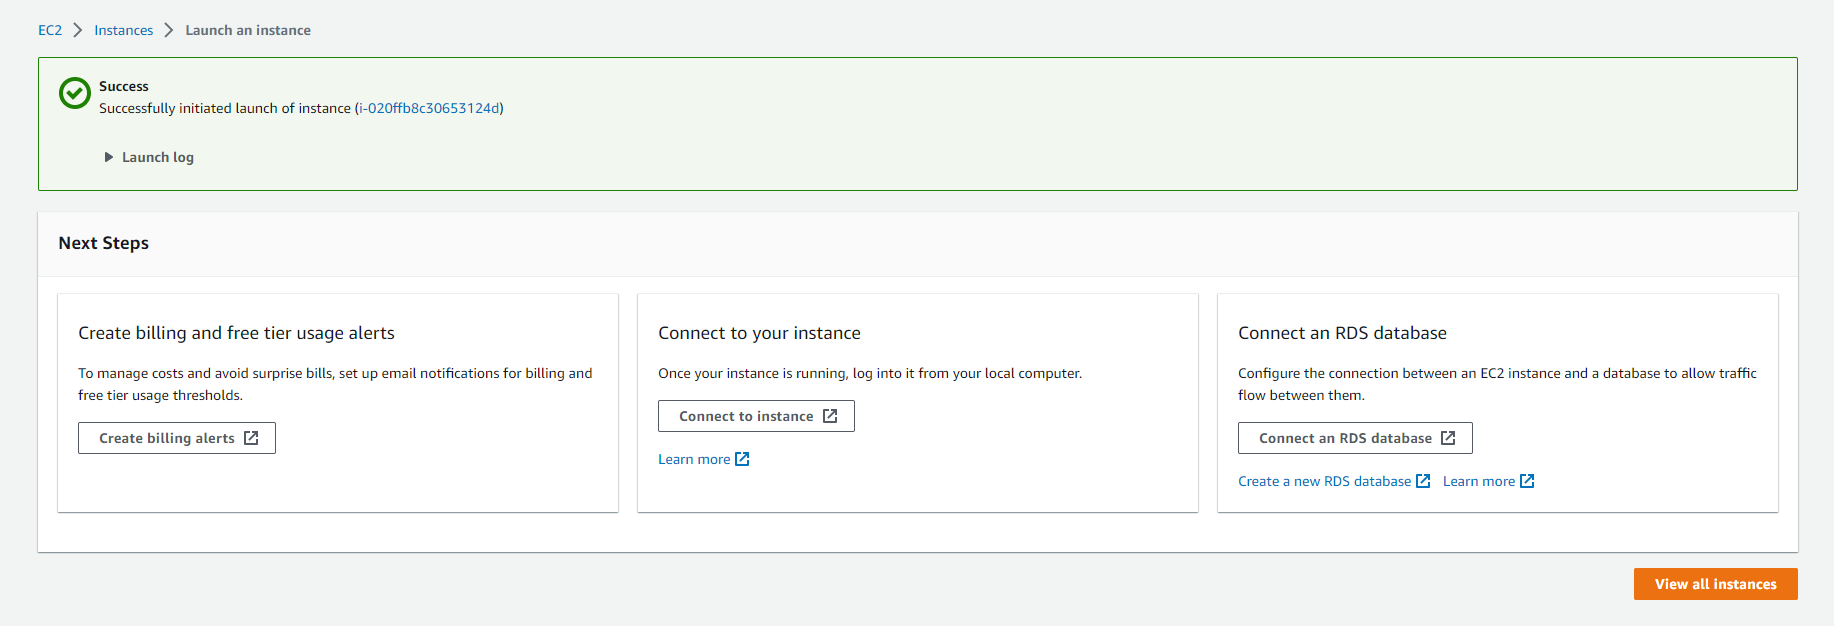 EC2 Instances Launch an instance
Success
Successfully initiated launch of instance (i-020ffb8c30653124d)
Launch log
Next Steps
Create billing and free tier usage alerts
To manage costs and avoid surprise bills, set up email notifications for billing and
free tier usage thresholds.
Create billing alerts
Connect to your instance
Once your instance is running, log into it from your local computer.
Connect to instance
Learn more
Connect an RDS database
Configure the connection between an EC2 instance and a database to allow traffic
flow between them.
Connect an RDS database
Create a new RDS database Learn more
View all instances